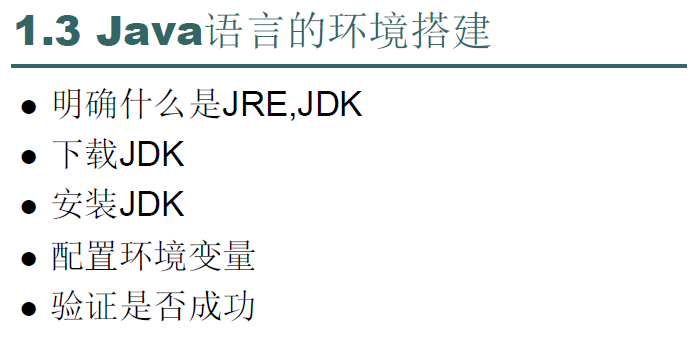 1.3 Java语言的环境搭建
● 明确什么是JRE,JDK
● 下载JDK
● 安装JDK
● 配置环境变量
● 验证是否成功